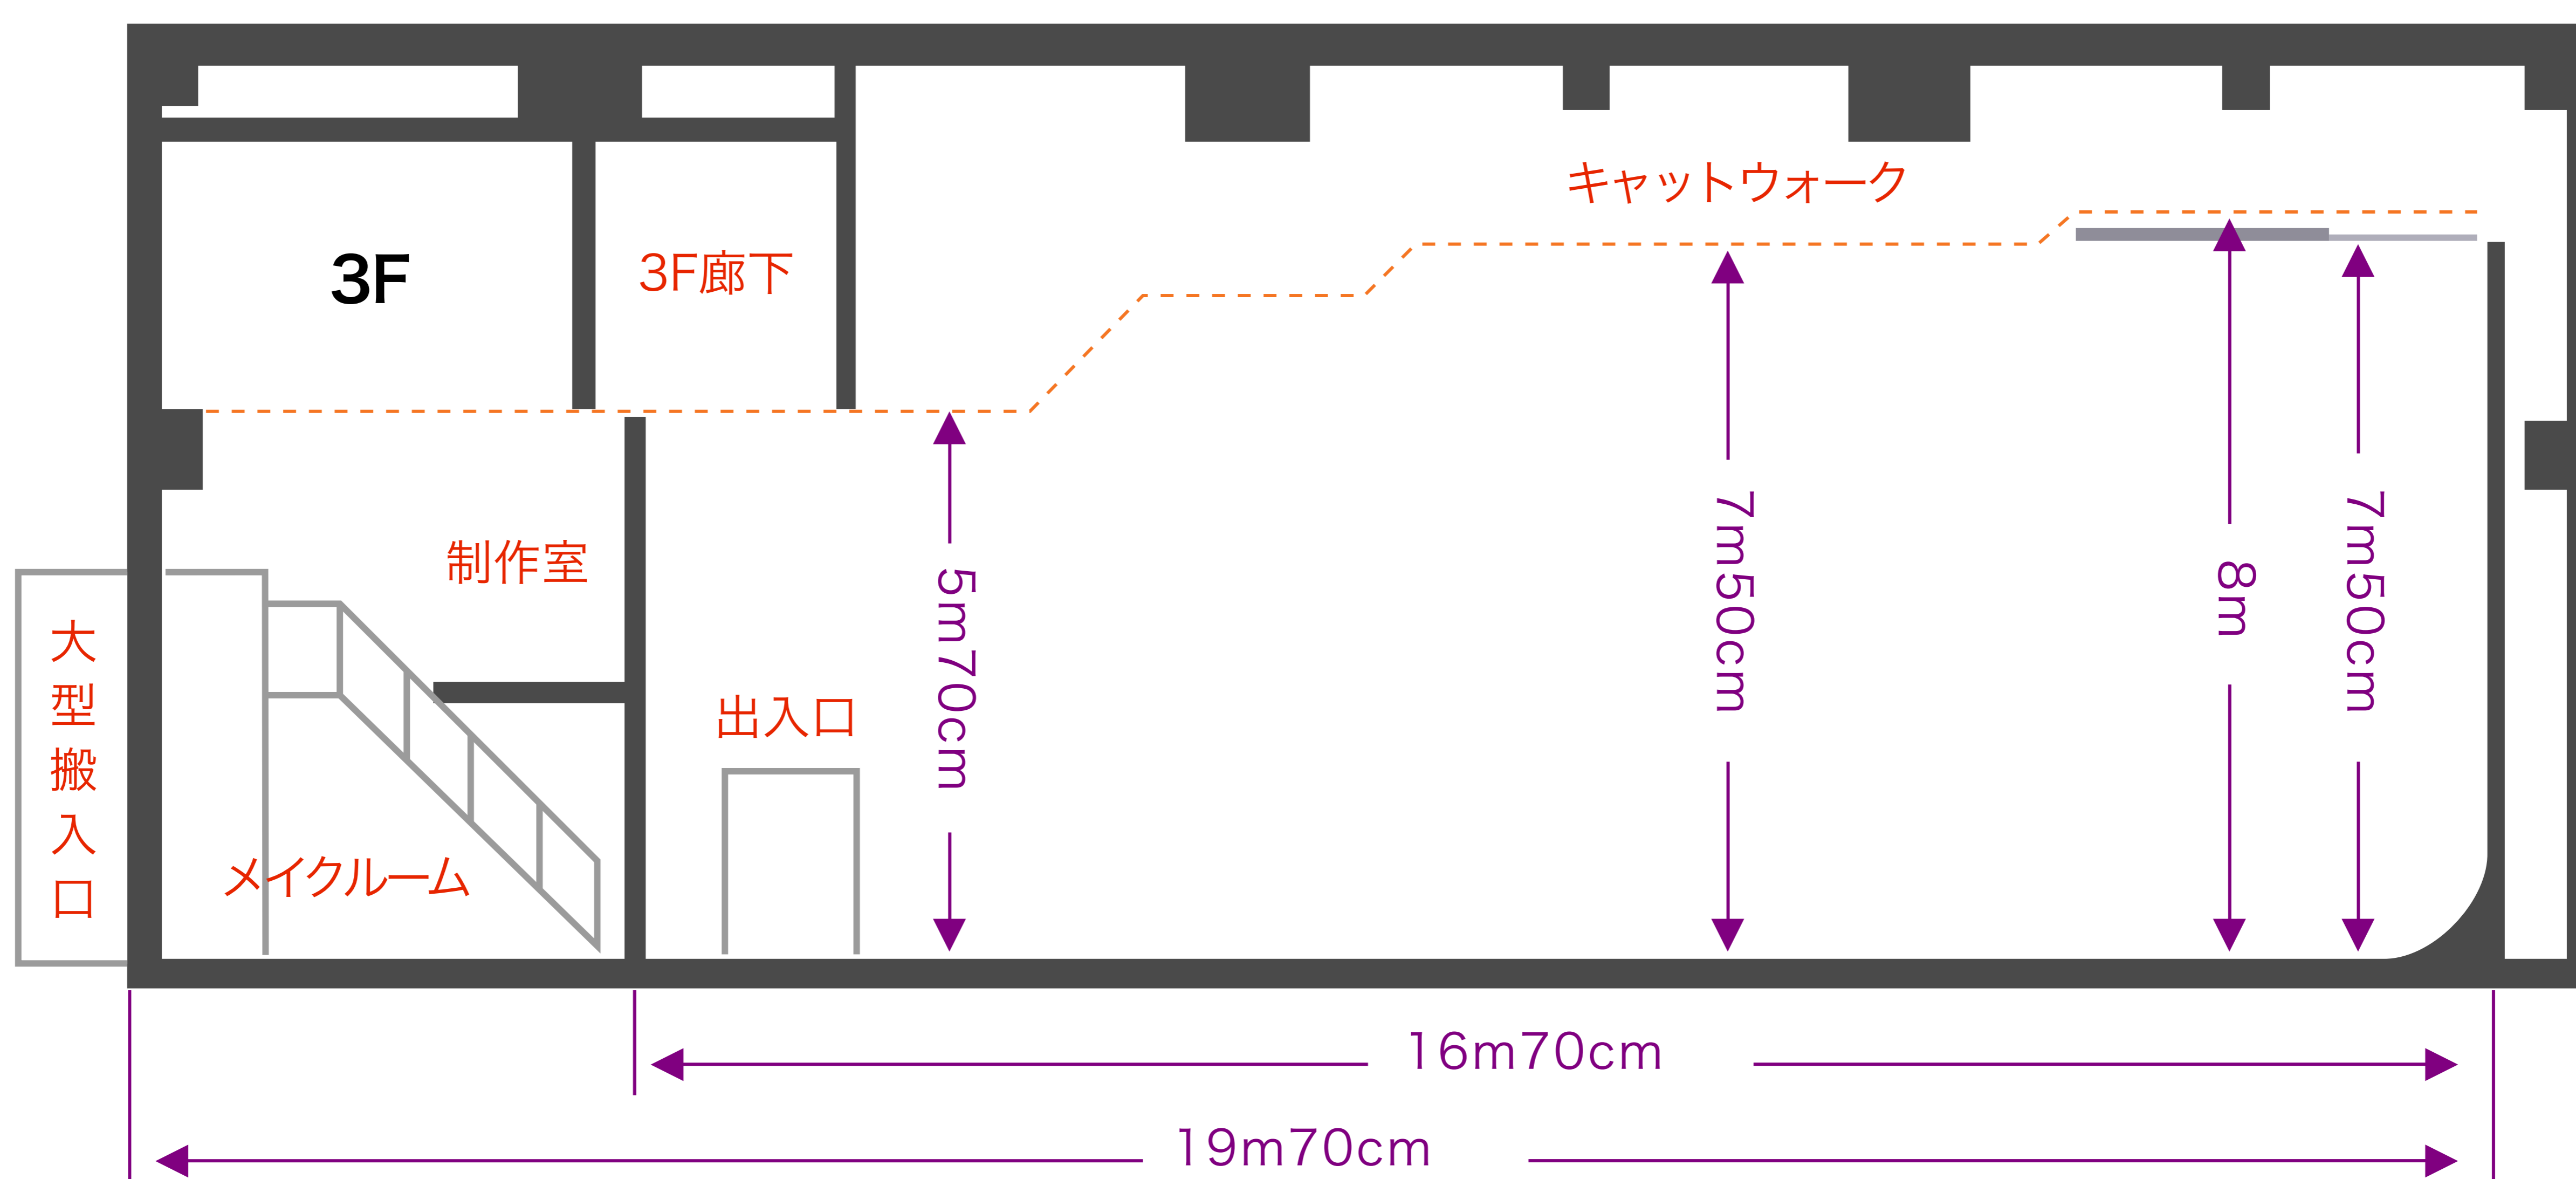 キャットウォーク
3F
3F廊下
制作室
大型搬入口
メイクルーム
出入口
5m70cm
7m50cm
8m
7m50cm
16m70cm
19m70cm